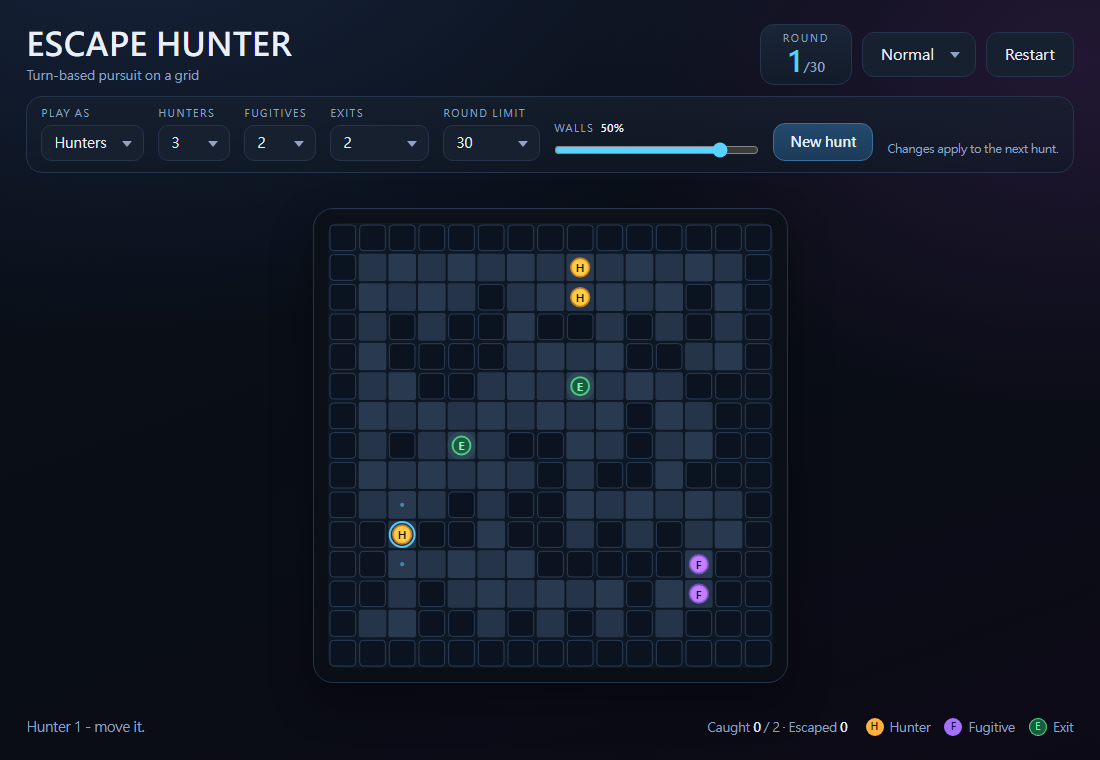 ESCAPE HUNTER
Turn-based pursuit on a grid
ROUND
1/30
Normal
Restart
PLAY AS
Hunters
HUNTERS
3
FUGITIVES
2
EXITS
2
ROUND LIMIT
30
WALLS 50%
New hunt
Changes apply to the next hunt.
H
H
E
E
H
F
F
Hunter 1 - move it.
Caught 0 / 2 · Escaped 0
H Hunter
F Fugitive
E Exit